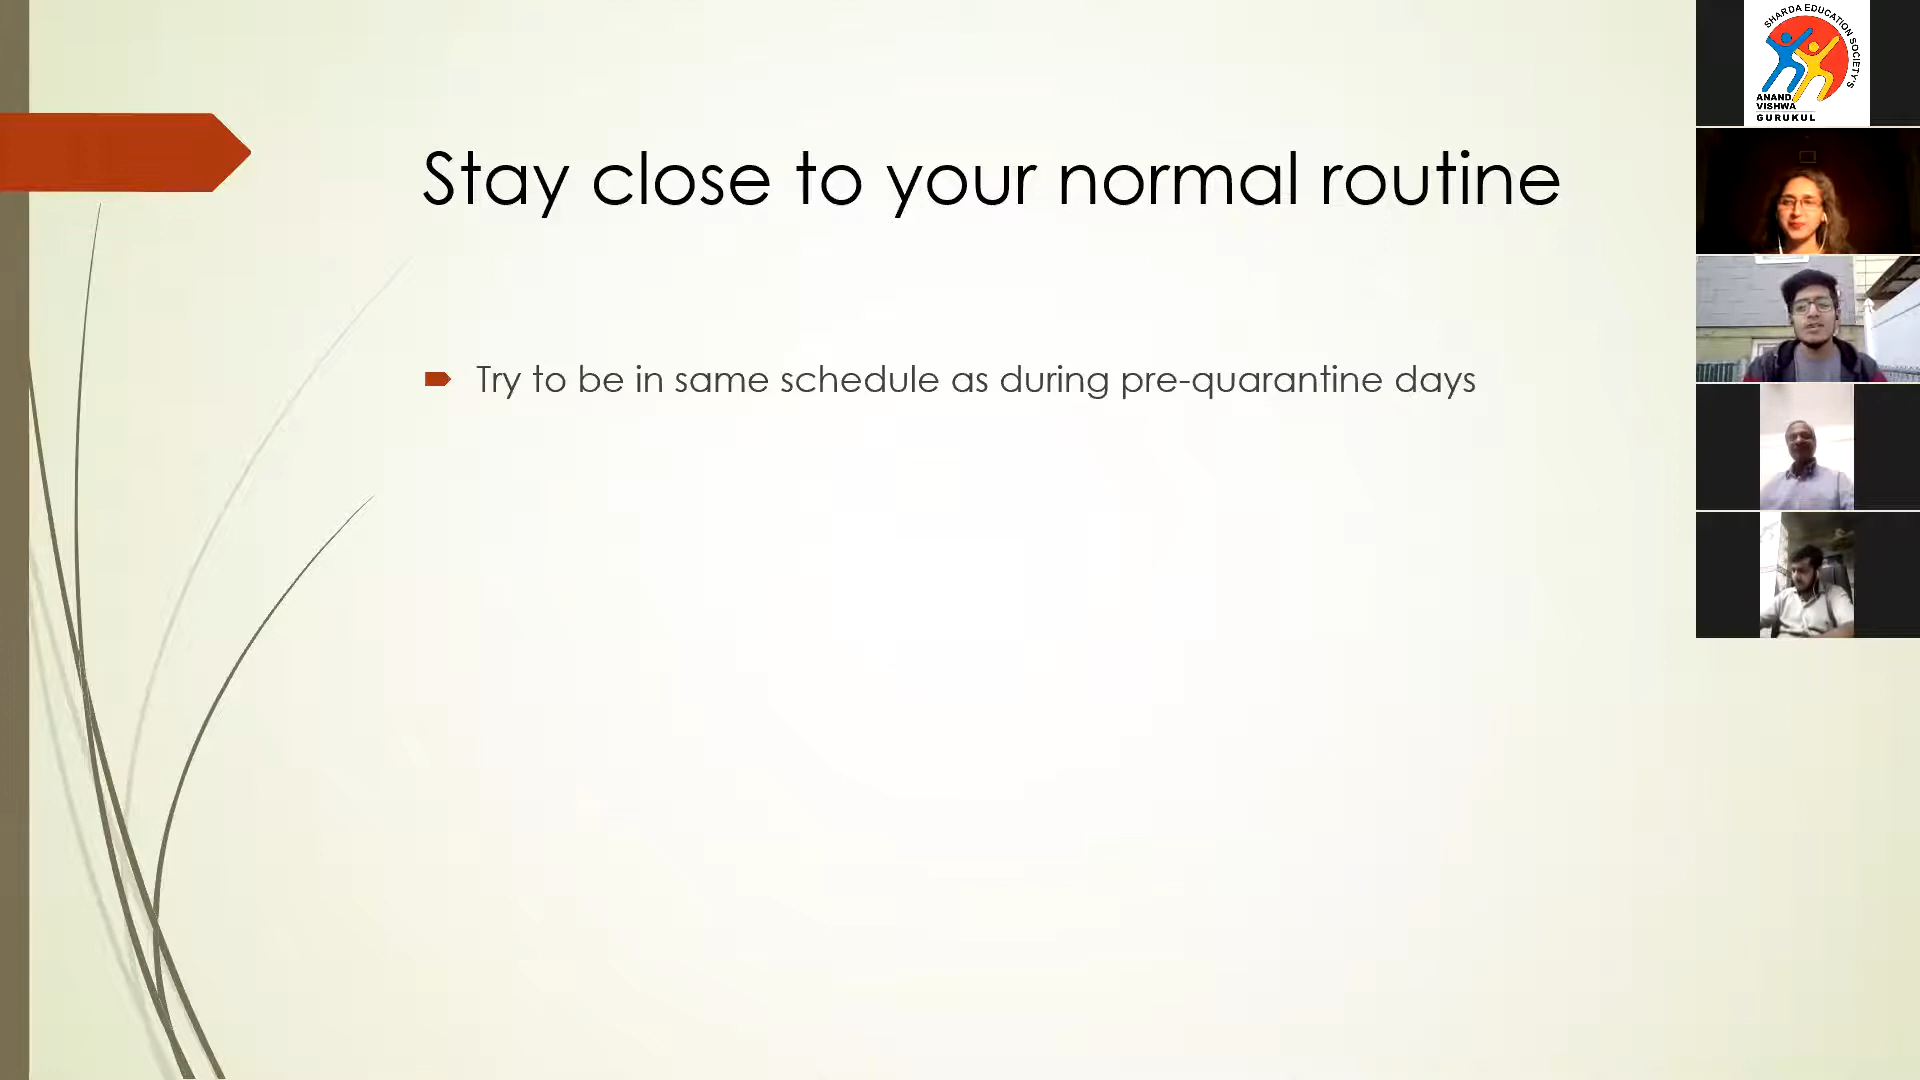 Stay close to your normal routine
Try to be in same schedule as during pre-quarantine days
SHARDA EDUCATION SOCIETY'S
ANAND
VISHWA
GURUKUL